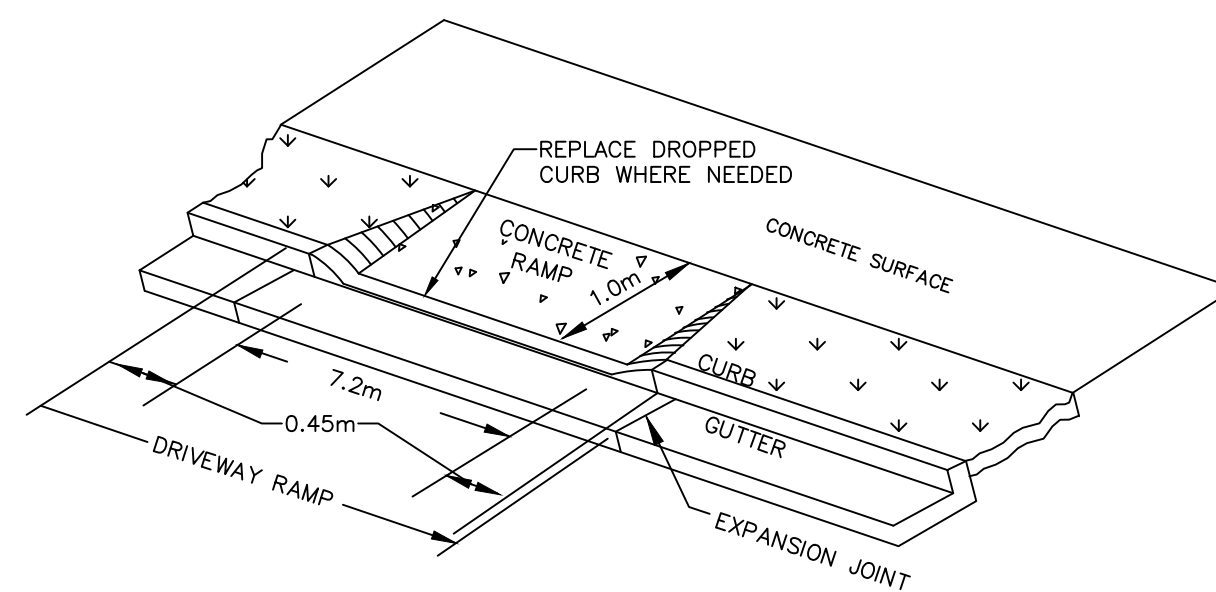 REPLACE DROPPED
CURB WHERE NEEDED
CONCRETE SURFACE
CONCRETE
RAMP
1.0m
CURB
7.2m
0.45m
GUTTER
DRIVEWAY RAMP
EXPANSION JOINT